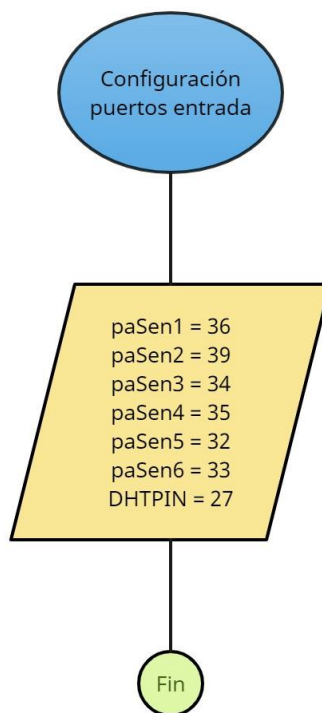 Configuración
puertos entrada
paSen1 = 36
paSen2 = 39
paSen3 = 34
paSen4 = 35
paSen5 = 32
paSen6 = 33
DHTPIN = 27
Fin